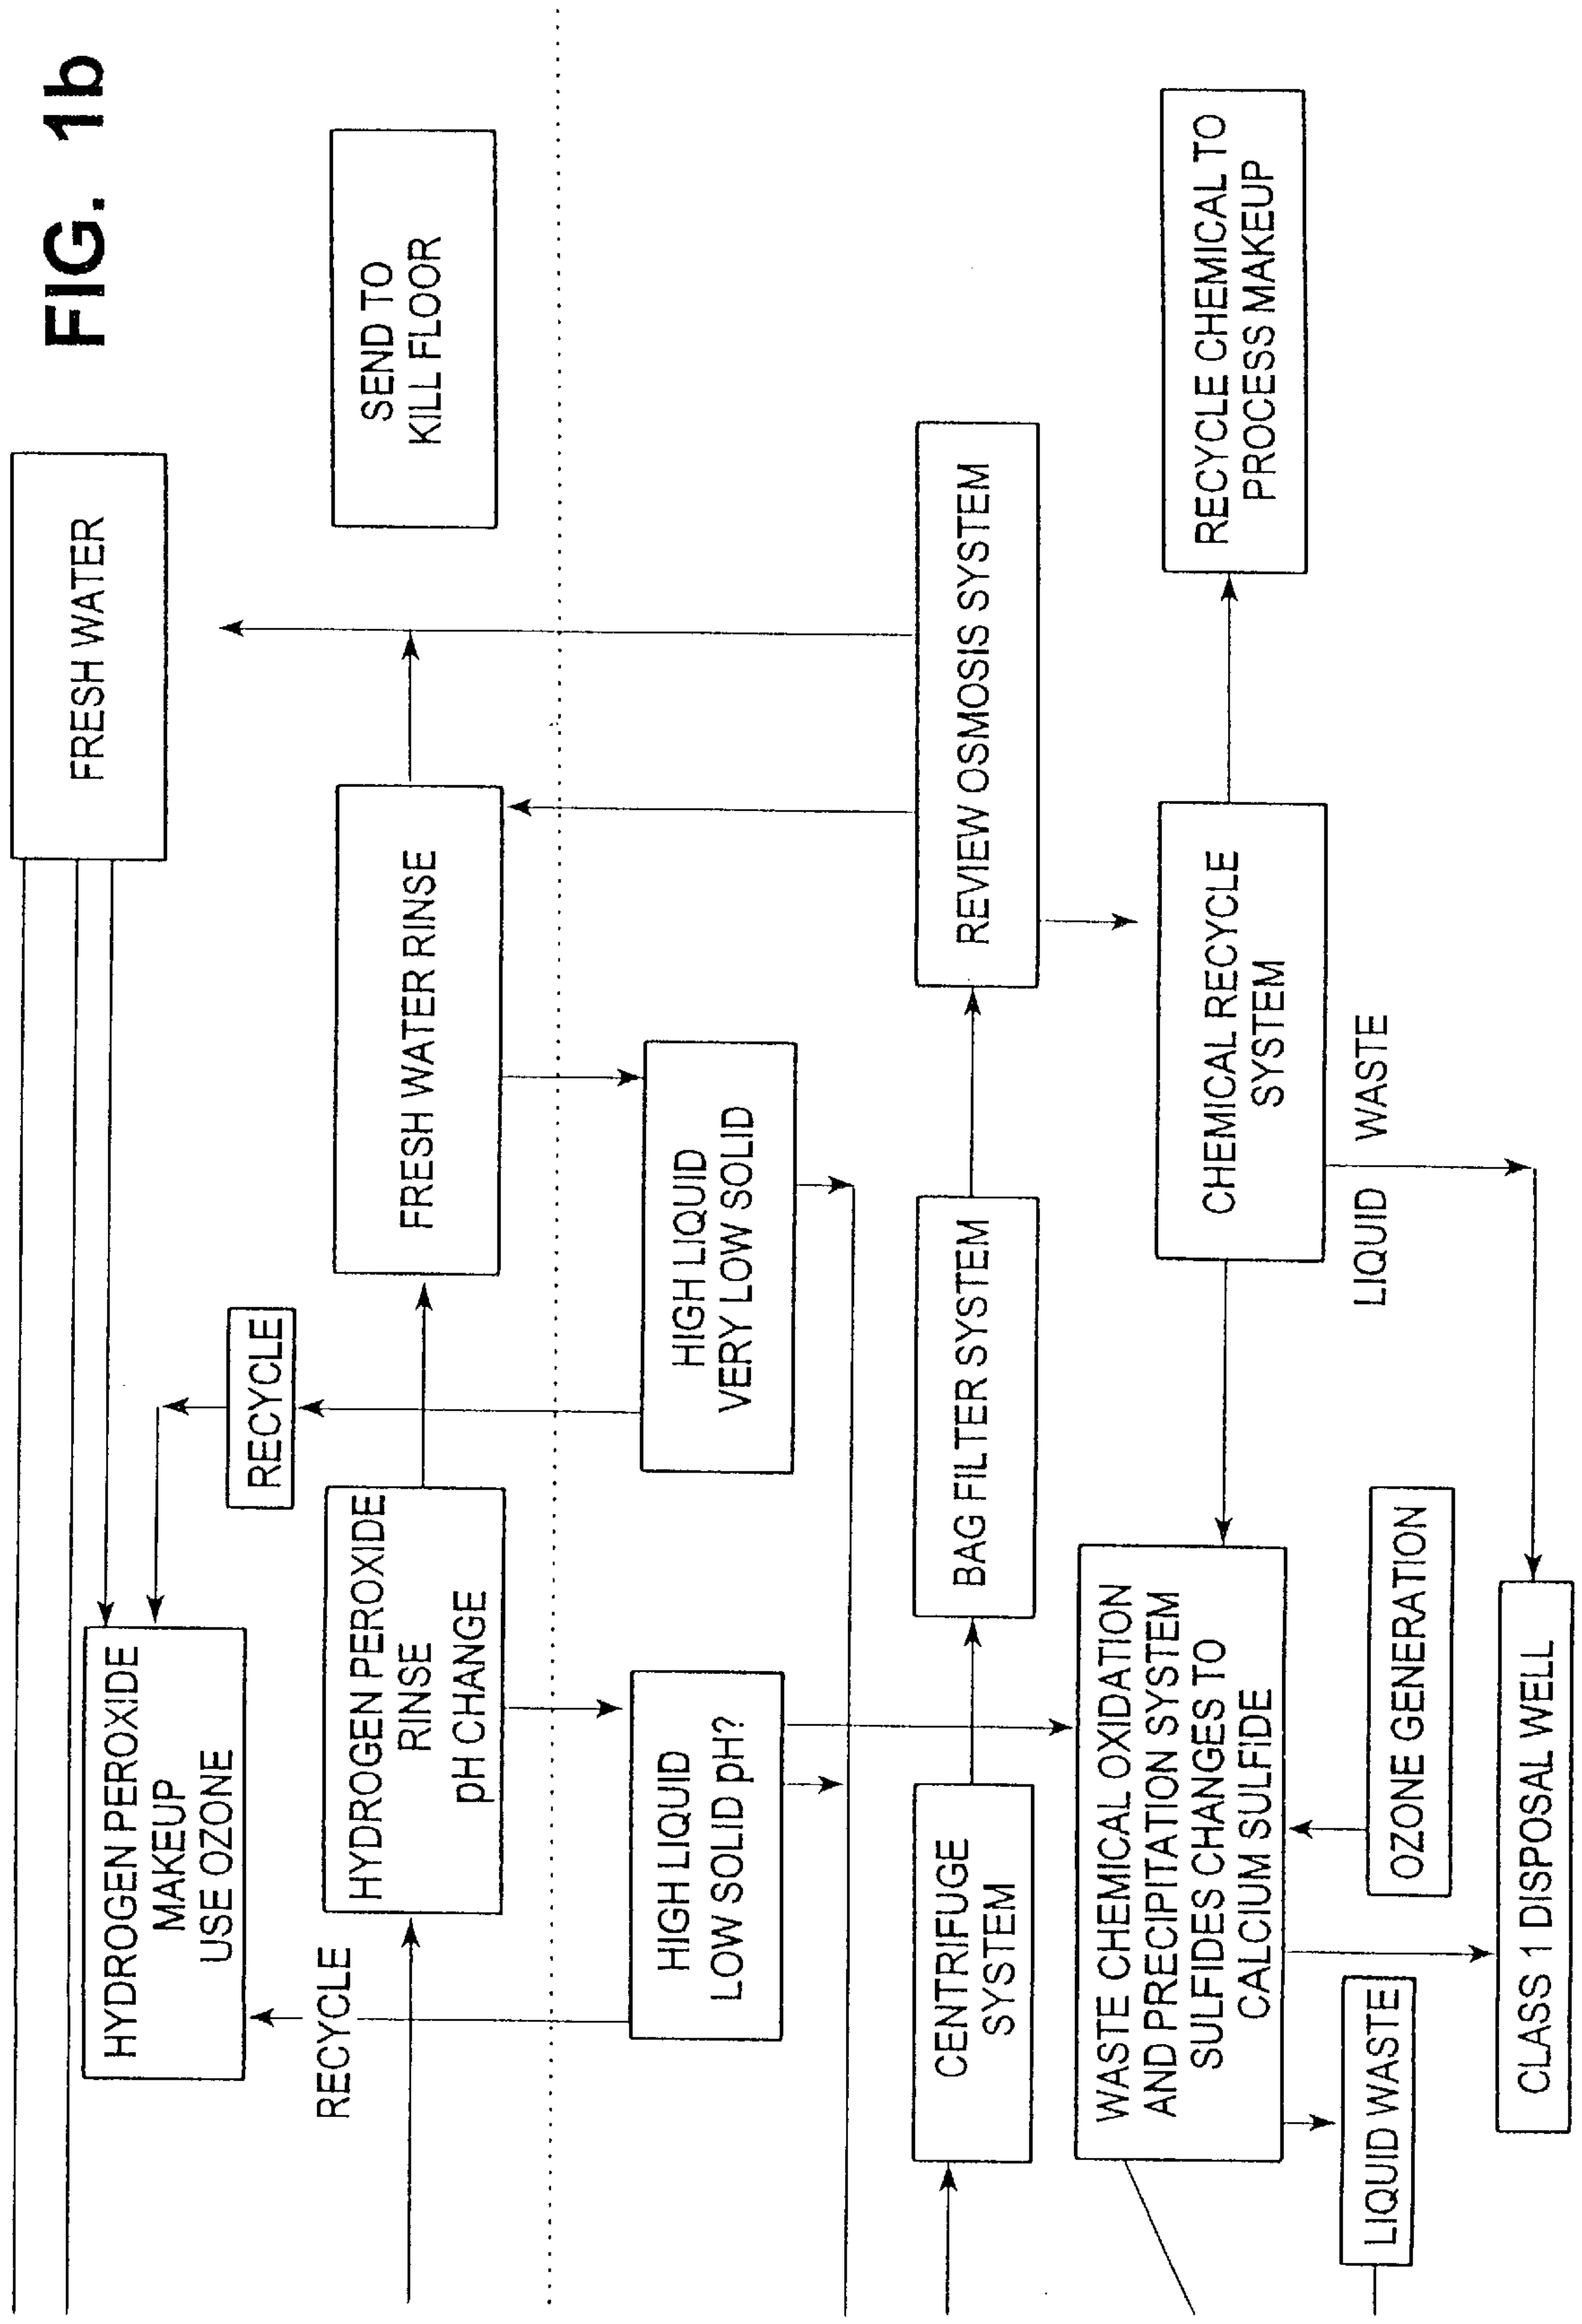 FIG. 1b
FRESH WATER
HYDROGEN PEROXIDE
MAKEUP
USE OZONE
RECYCLE
RECYCLE
HYDROGEN PEROXIDE
RINSE
pH CHANGE
FRESH WATER RINSE
SEND TO
KILL FLOOR
HIGH LIQUID
LOW SOLID pH?
HIGH LIQUID
VERY LOW SOLID
CENTRIFUGE
SYSTEM
BAG FILTER SYSTEM
REVIEW OSMOSIS SYSTEM
WASTE CHEMICAL OXIDATION
AND PRECIPITATION SYSTEM
SULFIDES CHANGES TO
CALCIUM SULFIDE
CHEMICAL RECYCLE
SYSTEM
RECYCLE CHEMICAL TO
PROCESS MAKEUP
LIQUID WASTE
LIQUID WASTE
OZONE GENERATION
CLASS 1 DISPOSAL WELL